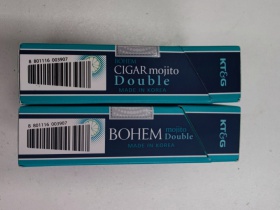 BOHEM
CIGAR mojito
Double
MADE IN KOREA
KT&G
8 801116 005907
BOHEM mojito
Double
MADE IN KOREA
KT&G
8 801116 005907